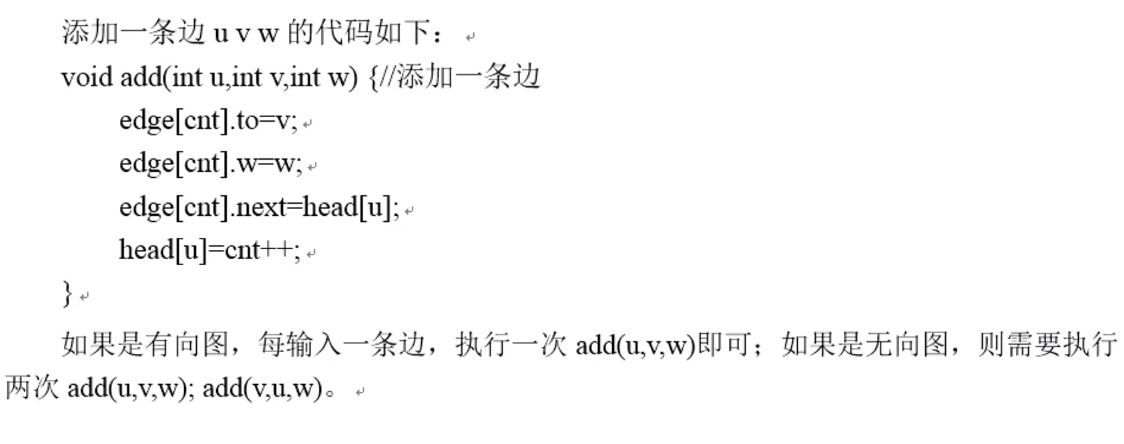 添加一条边 u v w 的代码如下：
void add(int u,int v,int w) {//添加一条边
edge[cnt].to=v;
edge[cnt].w=w;
edge[cnt].next=head[u];
head[u]=cnt++;
}
如果是有向图，每输入一条边，执行一次 add(u,v,w)即可；如果是无向图，则需要执行
两次 add(u,v,w); add(v,u,w)。